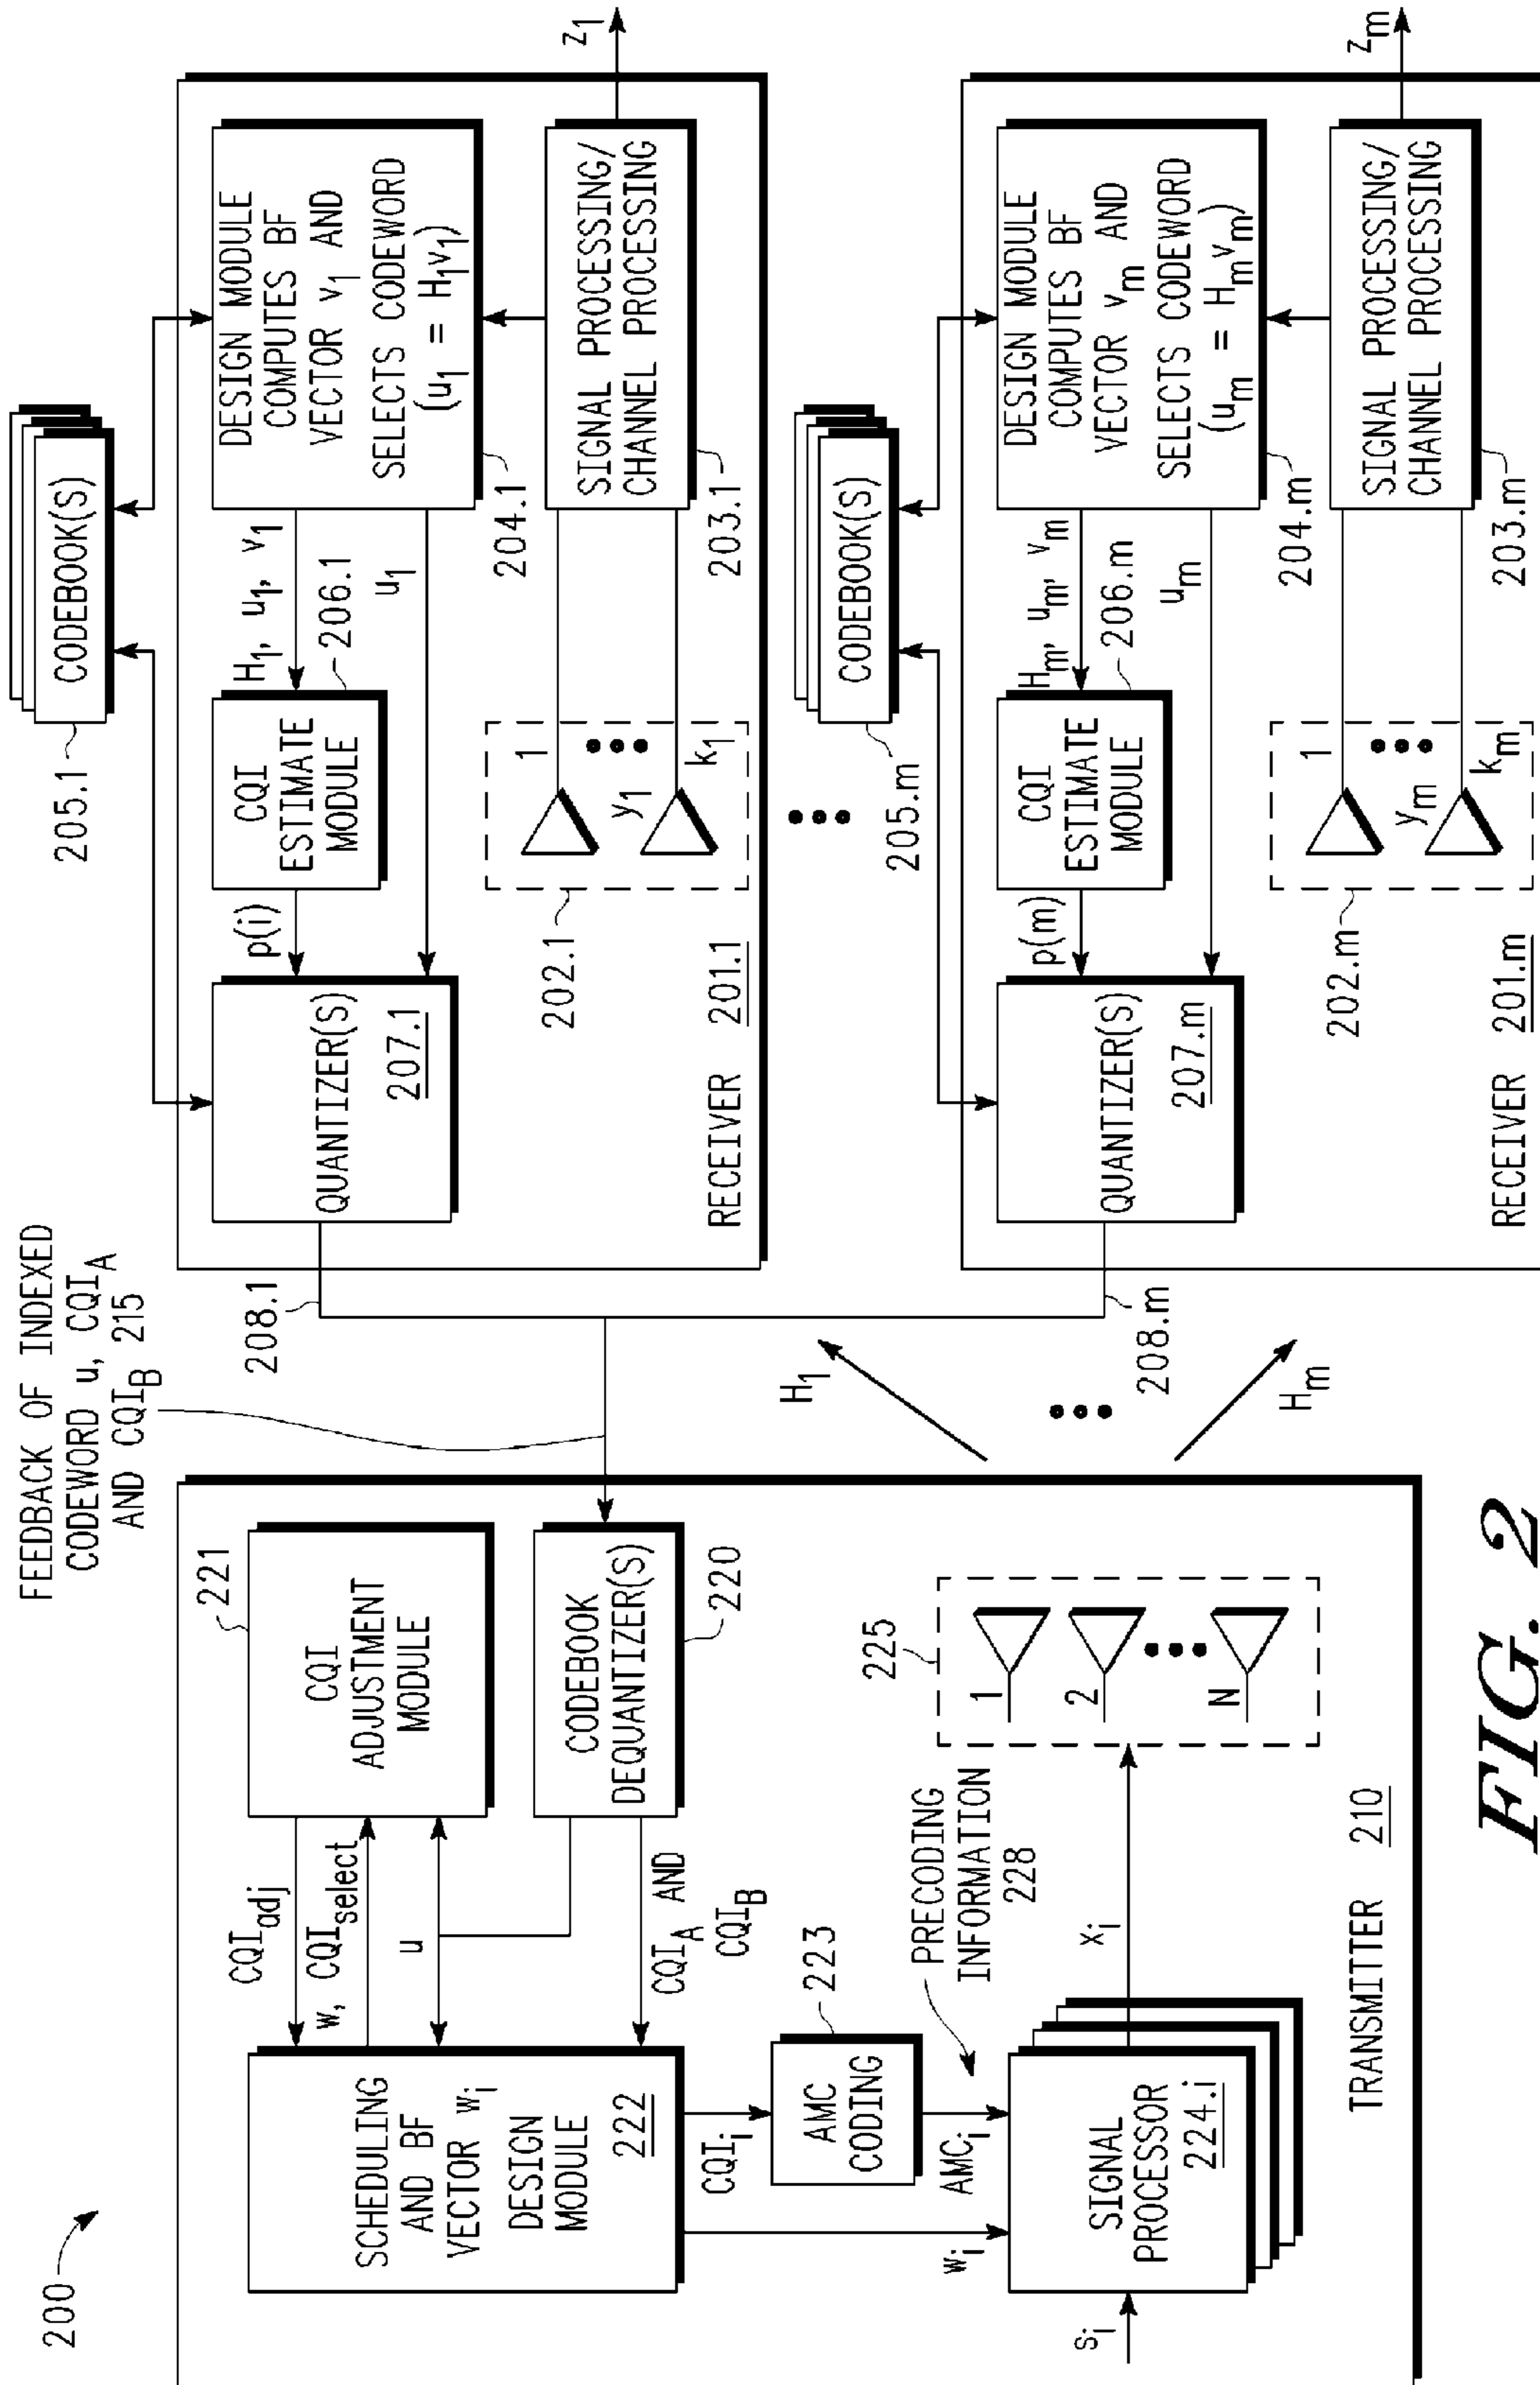 200
FEEDBACK OF INDEXED
CODEWORD u, CQI_A
AND CQI_B 215
CQI
ADJUSTMENT
MODULE
221
CODEBOOK
DEQUANTIZER(S)
220
CQI_adj
w, CQI_select
u
CQI_A AND
CQI_B
SCHEDULING
AND BF
VECTOR w_i
DESIGN
MODULE
222
CQI_i
AMC
CODING
223
AMC_i
w_i
PRECODING
INFORMATION
228
SIGNAL
PROCESSOR
224.i
s_i
x_i
225
1
2
N
TRANSMITTER 210
H_1
H_m
208.1
208.m
205.1
CODEBOOK(S)
QUANTIZER(S)
207.1
p(i)
CQI
ESTIMATE
MODULE
206.1
H_1, u_1, v_1
u_1
DESIGN MODULE
COMPUTES BF
VECTOR v_1 AND
SELECTS CODEWORD
(u_1 = H_1v_1)
204.1
202.1
1
y_1
k_1
SIGNAL PROCESSING/
CHANNEL PROCESSING
203.1
z_1
RECEIVER 201.1
205.m
CODEBOOK(S)
QUANTIZER(S)
207.m
p(m)
CQI
ESTIMATE
MODULE
206.m
H_m, u_m, v_m
u_m
DESIGN MODULE
COMPUTES BF
VECTOR v_m AND
SELECTS CODEWORD
(u_m = H_mv_m)
204.m
202.m
1
y_m
k_m
SIGNAL PROCESSING/
CHANNEL PROCESSING
203.m
z_m
RECEIVER 201.m
FIG. 2